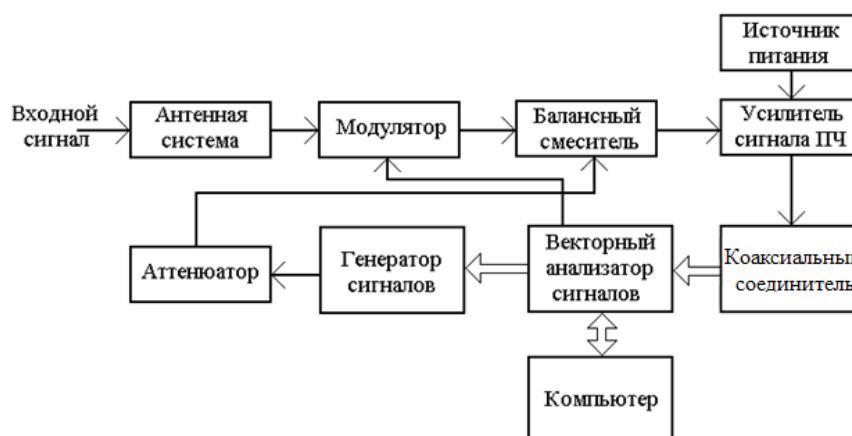 Источник
питания
Входной
сигнал
Антенная
система
Модулятор
Балансный
смеситель
Усилитель
сигнала ПЧ
Аттенюатор
Генератор
сигналов
Векторный
анализатор
сигналов
Коаксиальный
соединитель
Компьютер